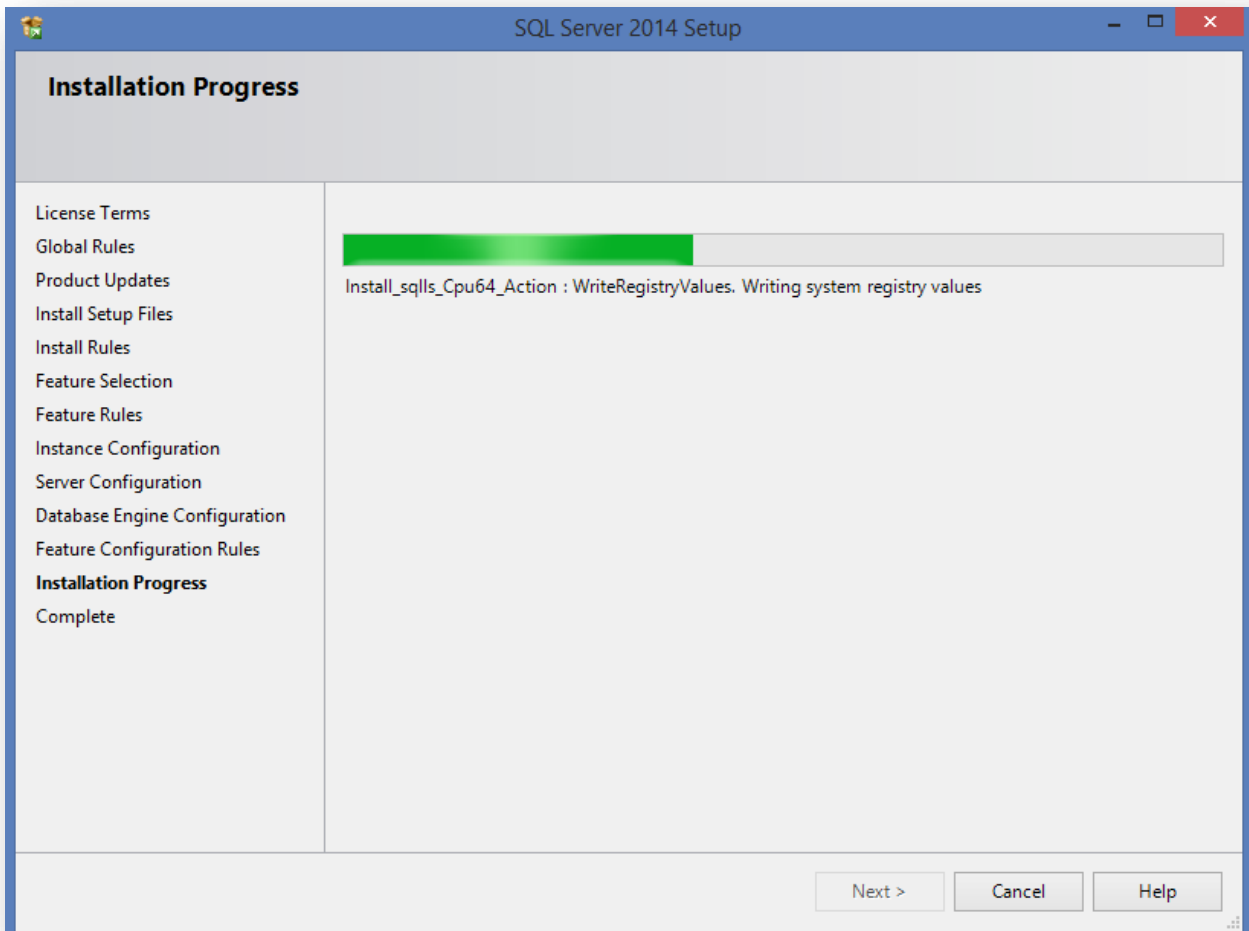 SQL Server 2014 Setup
Installation Progress
License Terms
Global Rules
Product Updates
Install Setup Files
Install Rules
Feature Selection
Feature Rules
Instance Configuration
Server Configuration
Database Engine Configuration
Feature Configuration Rules
Installation Progress
Complete
Install_sqlls_Cpu64_Action : WriteRegistryValues. Writing system registry values
Next >
Cancel
Help